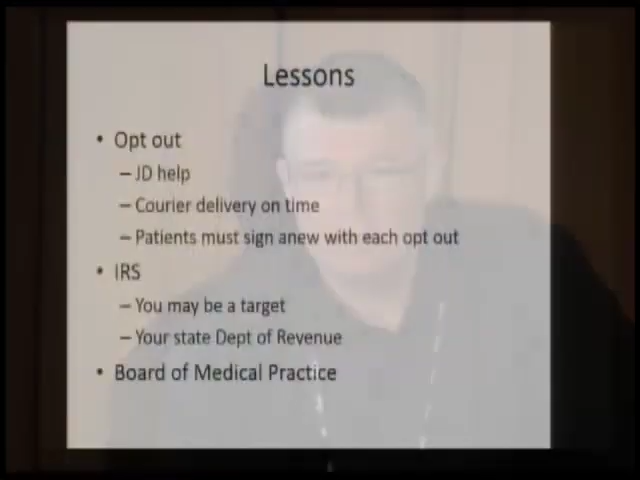 Lessons
• Opt out
– JD help
– Courier delivery on time
– Patients must sign anew with each opt out
• IRS
– You may be a target
– Your state Dept of Revenue
• Board of Medical Practice